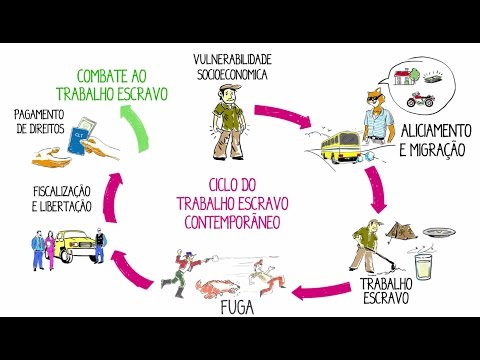 VULNERABILIDADE
SOCIOECONOMICA
ALICIAMENTO
E MIGRAÇÃO
TRABALHO
ESCRAVO
FUGA
FISCALIZAÇÃO
E LIBERTAÇÃO
PAGAMENTO
DE DIREITOS
CLT
COMBATE AO
TRABALHO ESCRAVO
CICLO DO
TRABALHO ESCRAVO
CONTEMPORÂNEO